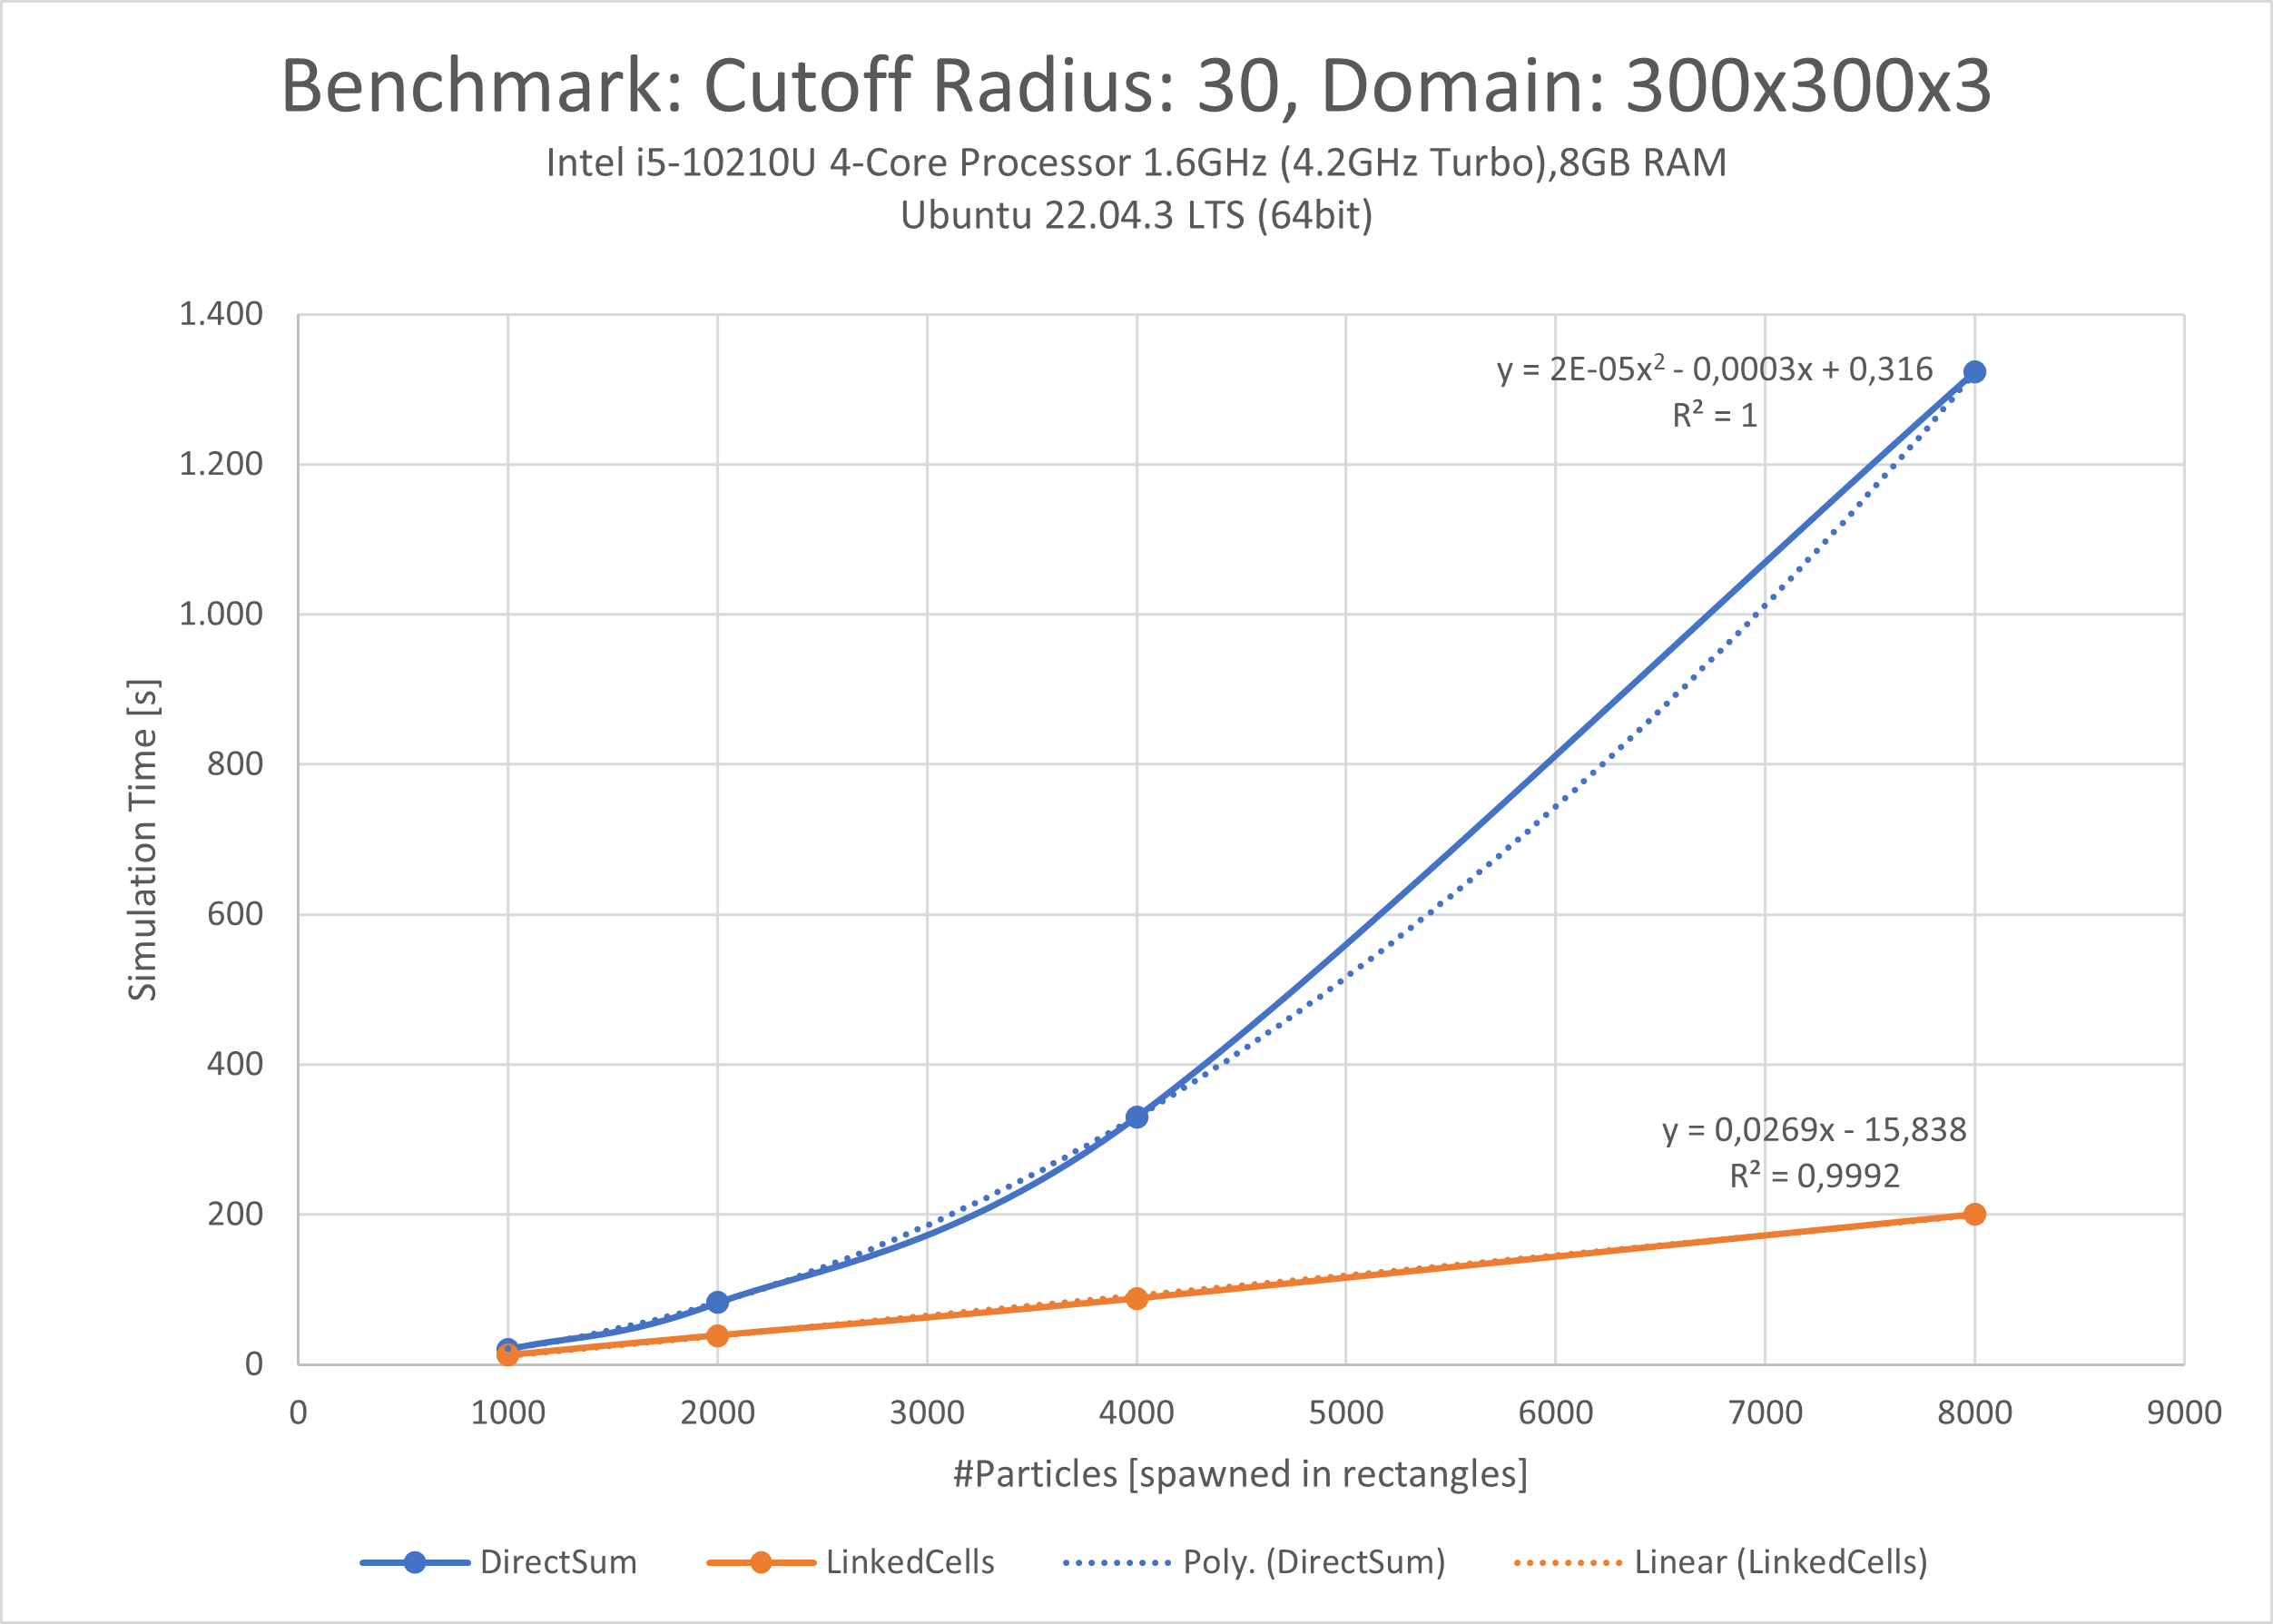 Benchmark: Cutoff Radius: 30, Domain: 300x300x3
Intel i5-10210U 4-Core Processor 1.6GHz (4.2GHz Turbo),8GB RAM
Ubuntu 22.04.3 LTS (64bit)
1.400
1.200
1.000
800
600
400
200
0
Simulation Time [s]
y = 2E-05x² - 0,0003x + 0,316
R² = 1
y = 0,0269x - 15,838
R² = 0,9992
0 1000 2000 3000 4000 5000 6000 7000 8000 9000
#Particles [spawned in rectangles]
DirectSum LinkedCells Poly. (DirectSum) Linear (LinkedCells)